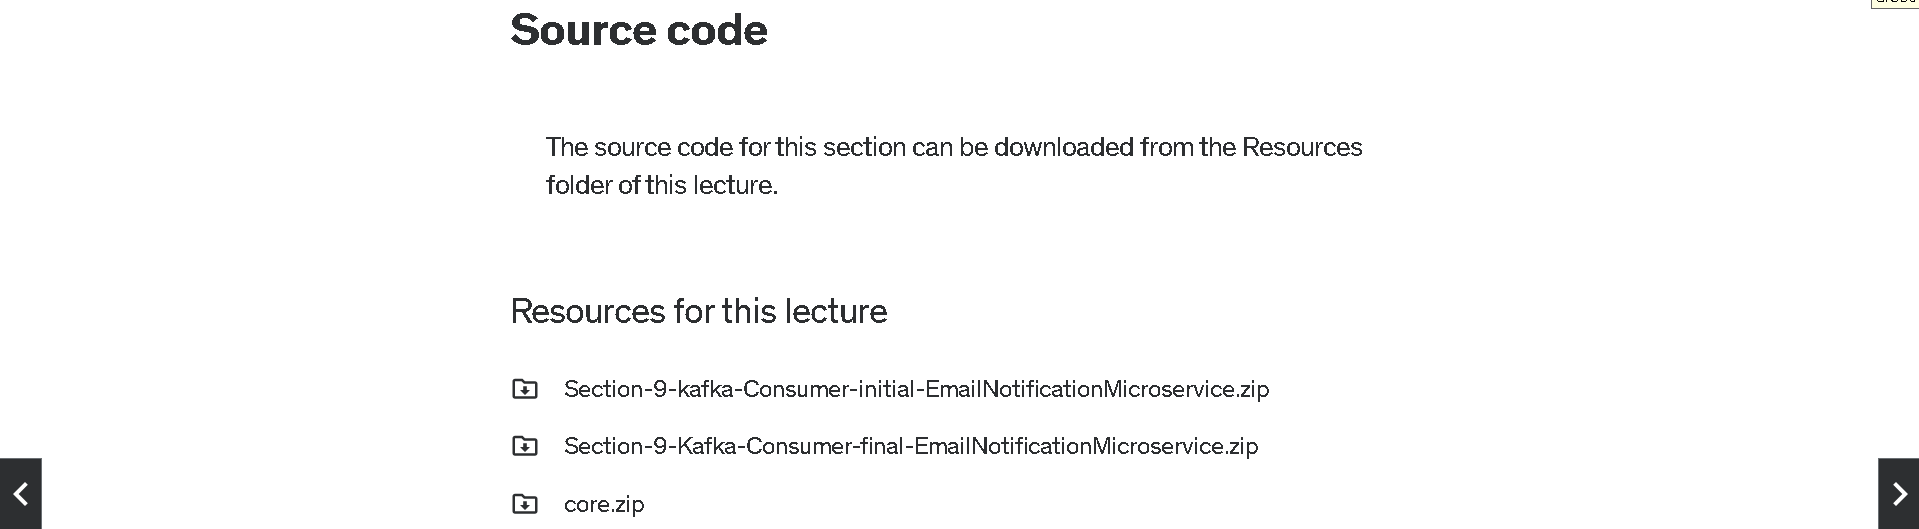 Source code
The source code for this section can be downloaded from the Resources
folder of this lecture.
Resources for this lecture
Section-9-kafka-Consumer-initial-EmailNotificationMicroservice.zip
Section-9-Kafka-Consumer-final-EmailNotificationMicroservice.zip
core.zip